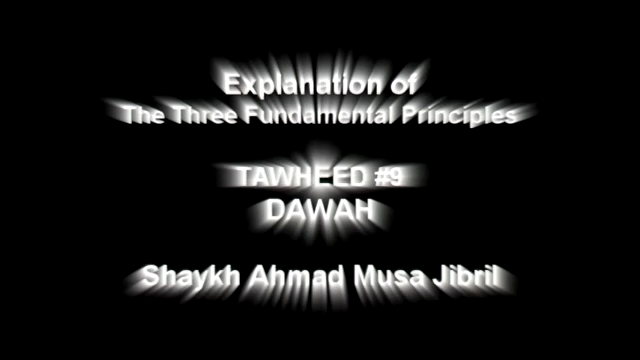 Explanation of
The Three Fundamental Principles
TAWHEED #9
DAWAH
Shaykh Ahmad Musa Jibril